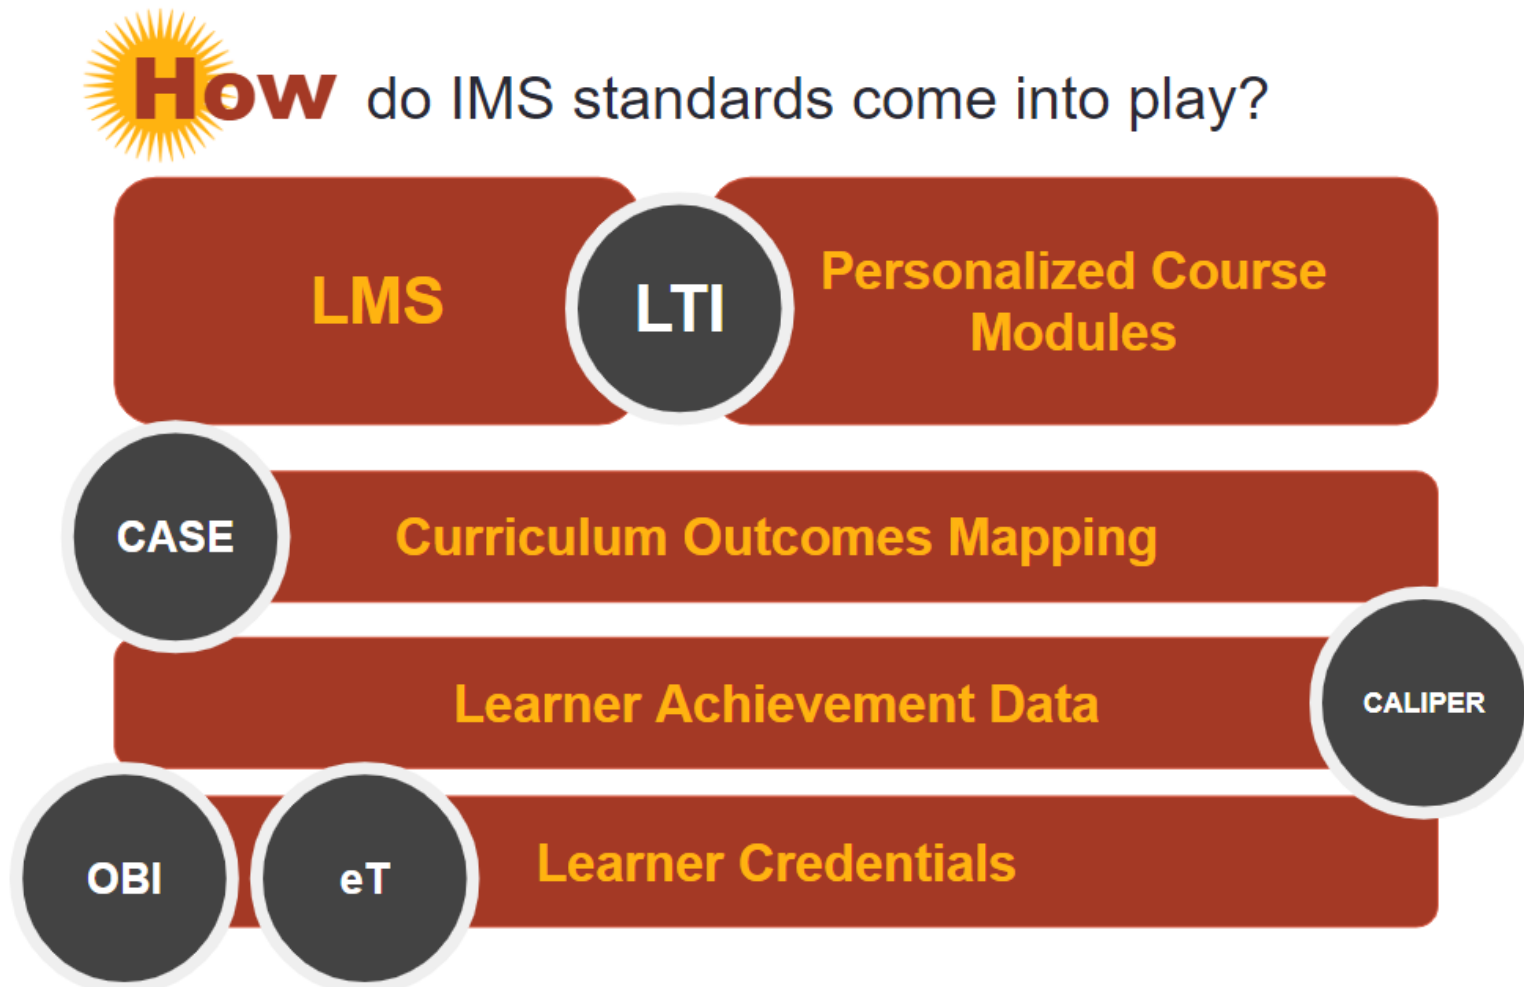 How do IMS standards come into play?
LMS
LTI
Personalized Course
Modules
CASE
Curriculum Outcomes Mapping
Learner Achievement Data
CALIPER
OBI
eT
Learner Credentials